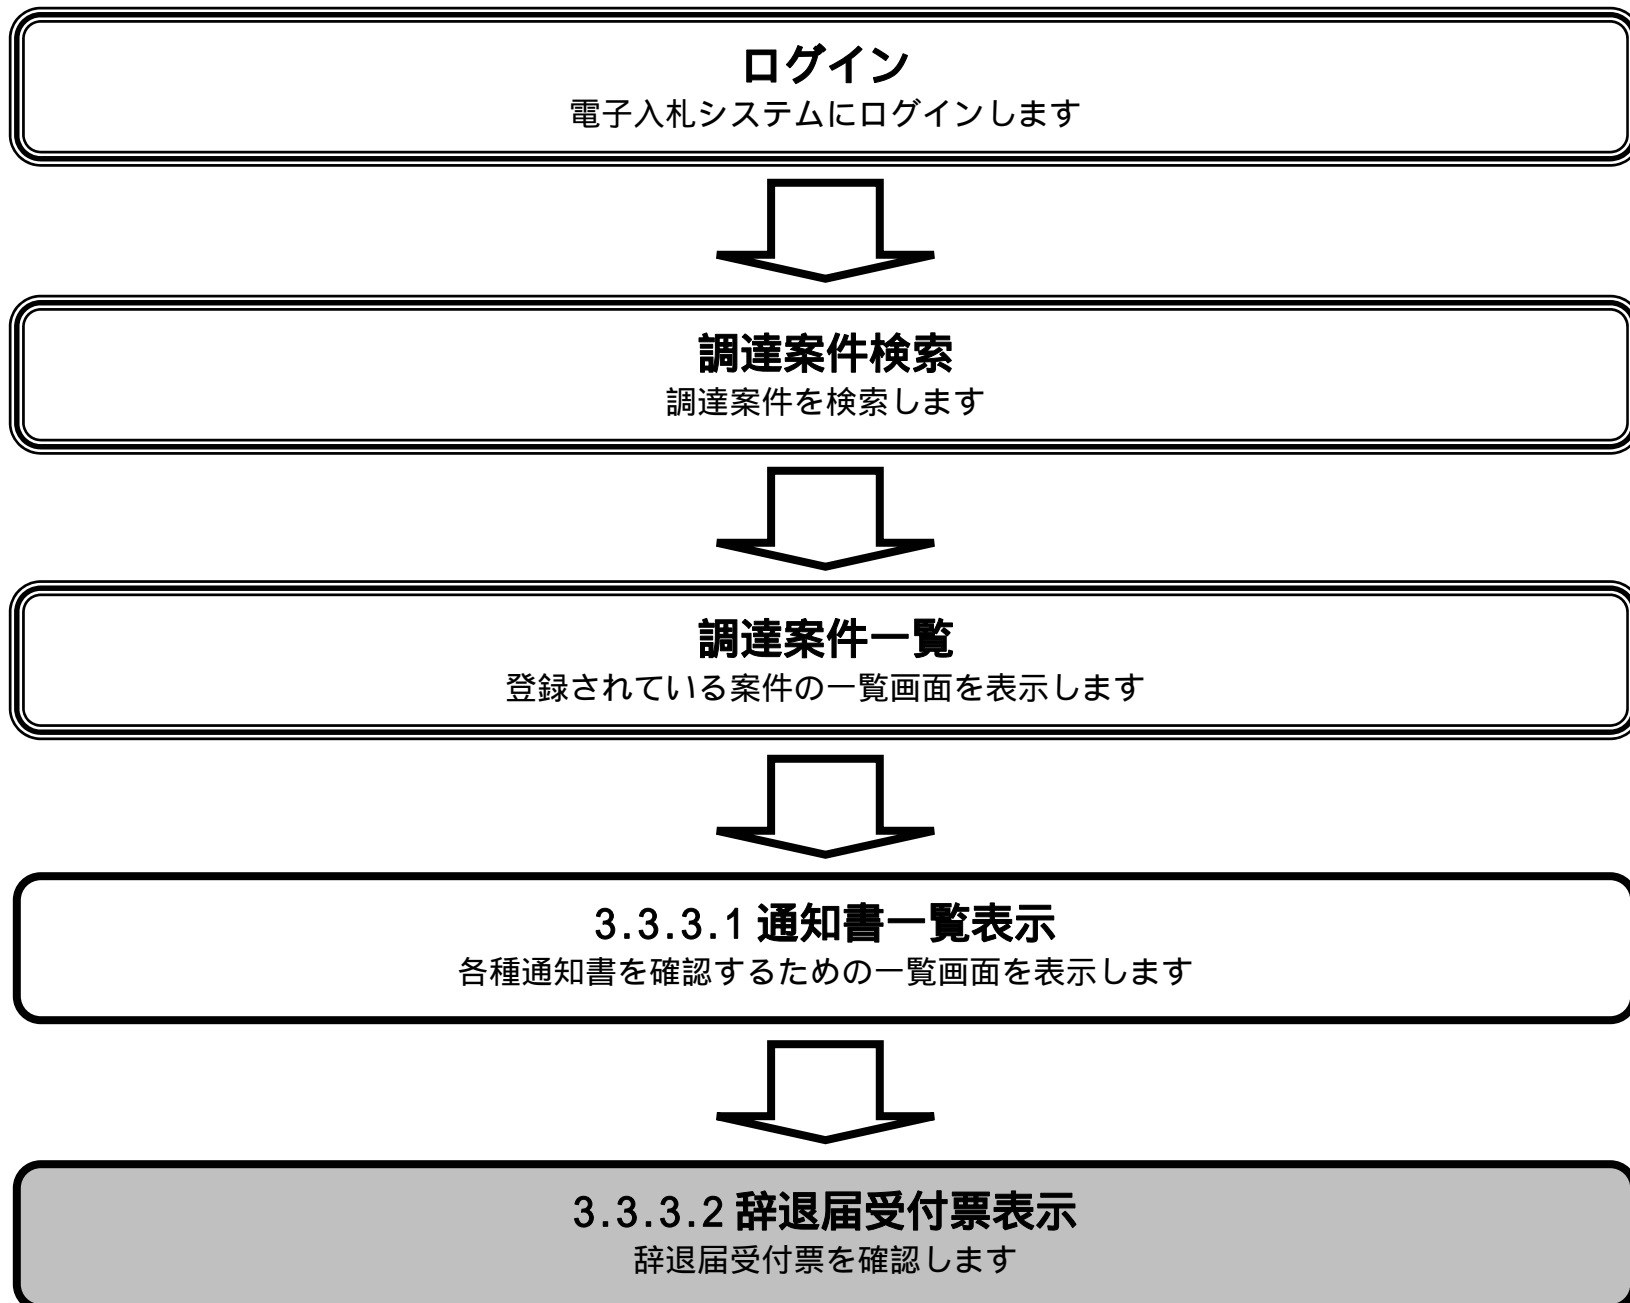 ログイン
電子入札システムにログインします
調達案件検索
調達案件を検索します
調達案件一覧
登録されている案件の一覧画面を表示します
3.3.3.1 通知書一覧表示
各種通知書を確認するための一覧画面を表示します
3.3.3.2 辞退届受付票表示
辞退届受付票を確認します